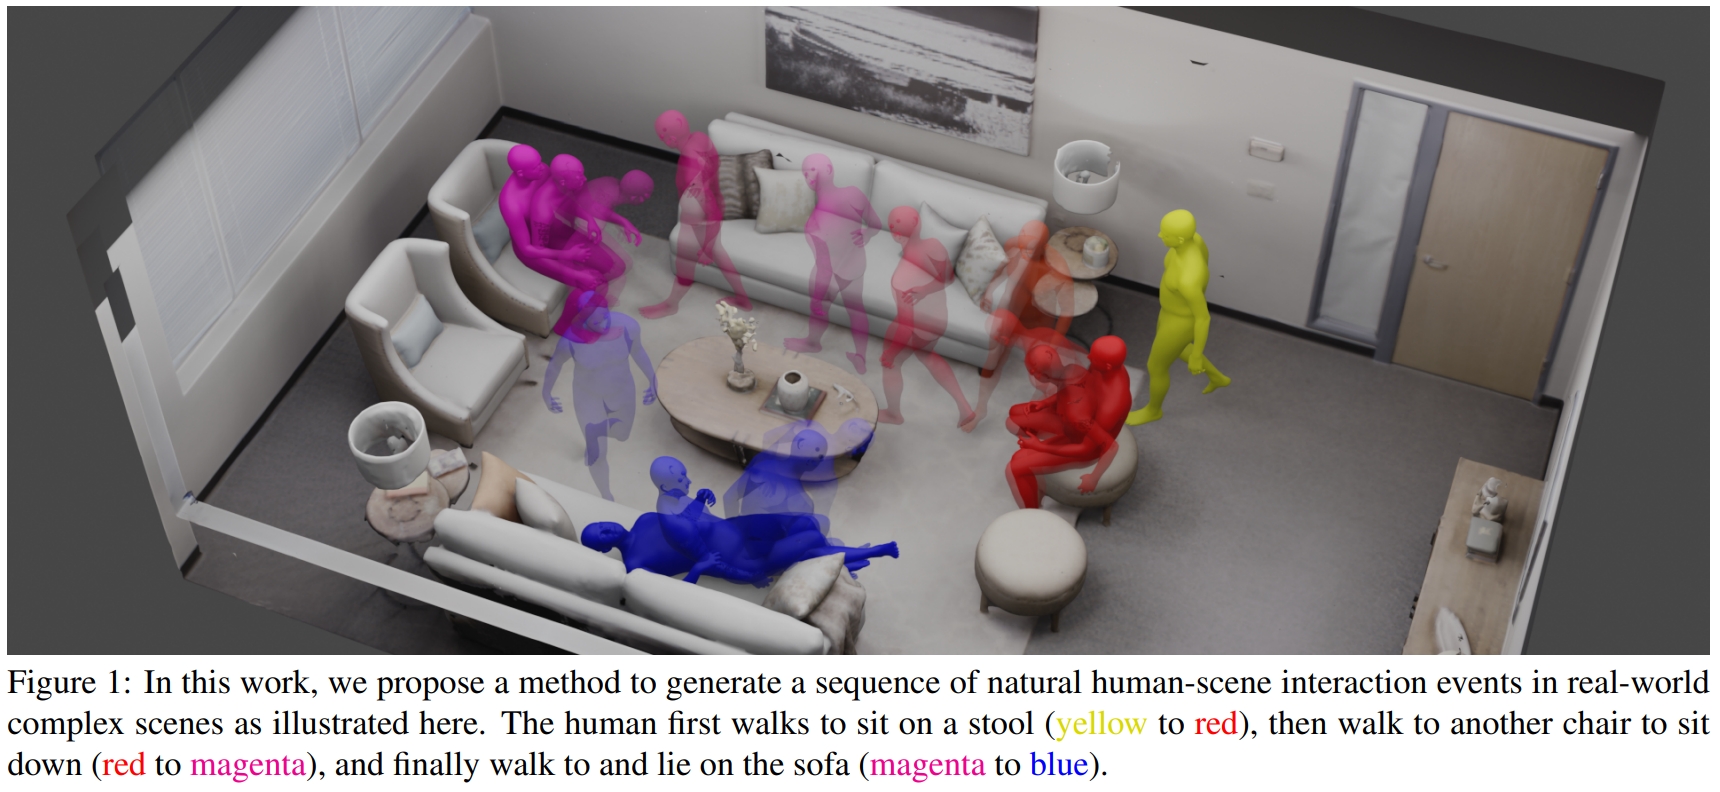 Figure 1: In this work, we propose a method to generate a sequence of natural human-scene interaction events in real-world
complex scenes as illustrated here. The human first walks to sit on a stool (yellow to red), then walk to another chair to sit
down (red to magenta), and finally walk to and lie on the sofa (magenta to blue).